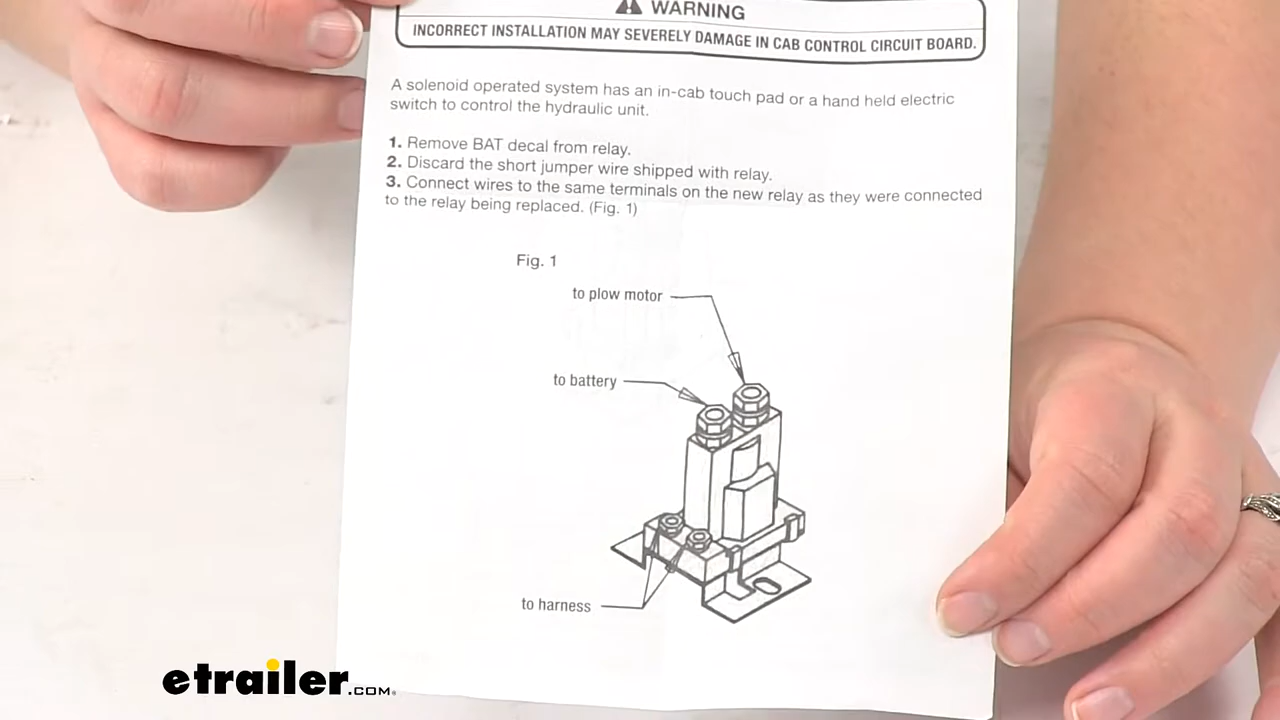 WARNING
INCORRECT INSTALLATION MAY SEVERELY DAMAGE IN CAB CONTROL CIRCUIT BOARD.
A solenoid operated system has an in-cab touch pad or a hand held electric
switch to control the hydraulic unit.
1. Remove BAT decal from relay.
2. Discard the short jumper wire shipped with relay.
3. Connect wires to the same terminals on the new relay as they were connected
to the relay being replaced. (Fig. 1)
Fig. 1
to plow motor
to battery
to harness
etrailer.COM